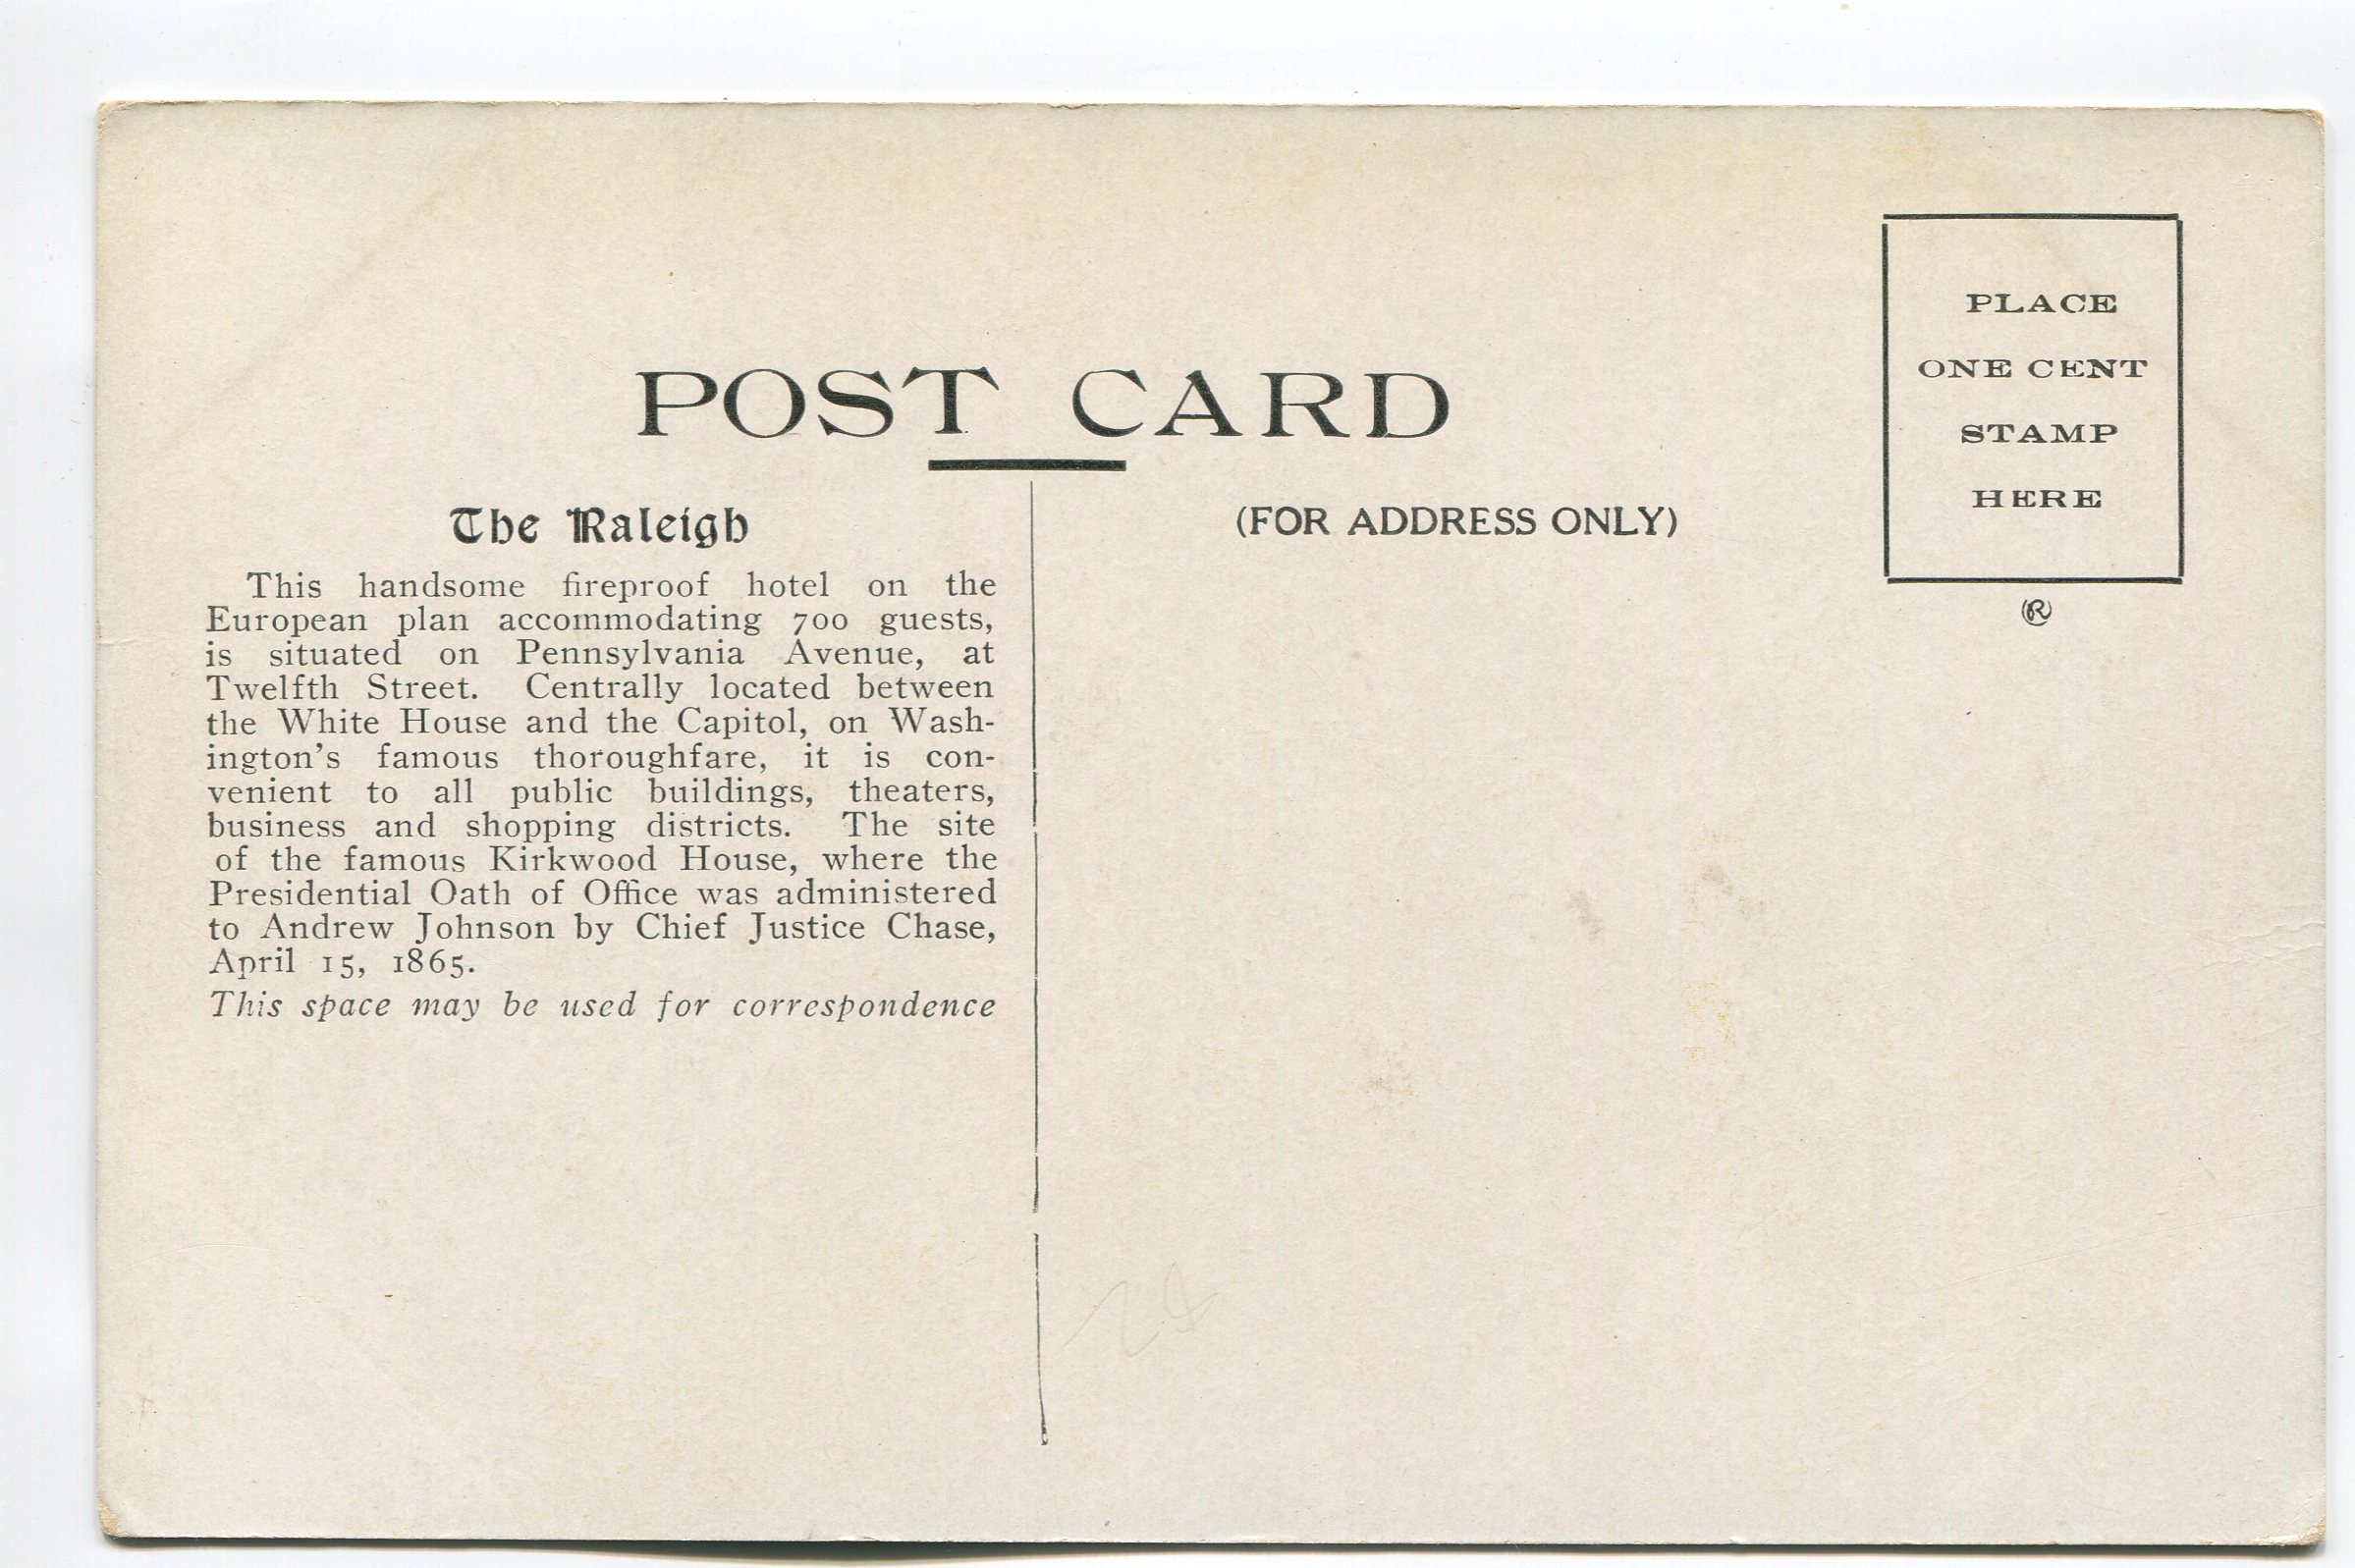 POST CARD
The Raleigh
This handsome fireproof hotel on the
European plan accommodating 700 guests,
is situated on Pennsylvania Avenue, at
Twelfth Street. Centrally located between
the White House and the Capitol, on Wash-
ington's famous thoroughfare, it is con-
venient to all public buildings, theaters,
business and shopping districts. The site
of the famous Kirkwood House, where the
Presidential Oath of Office was administered
to Andrew Johnson by Chief Justice Chase,
April 15, 1865.
This space may be used for correspondence
(FOR ADDRESS ONLY)
PLACE
ONE CENT
STAMP
HERE
®